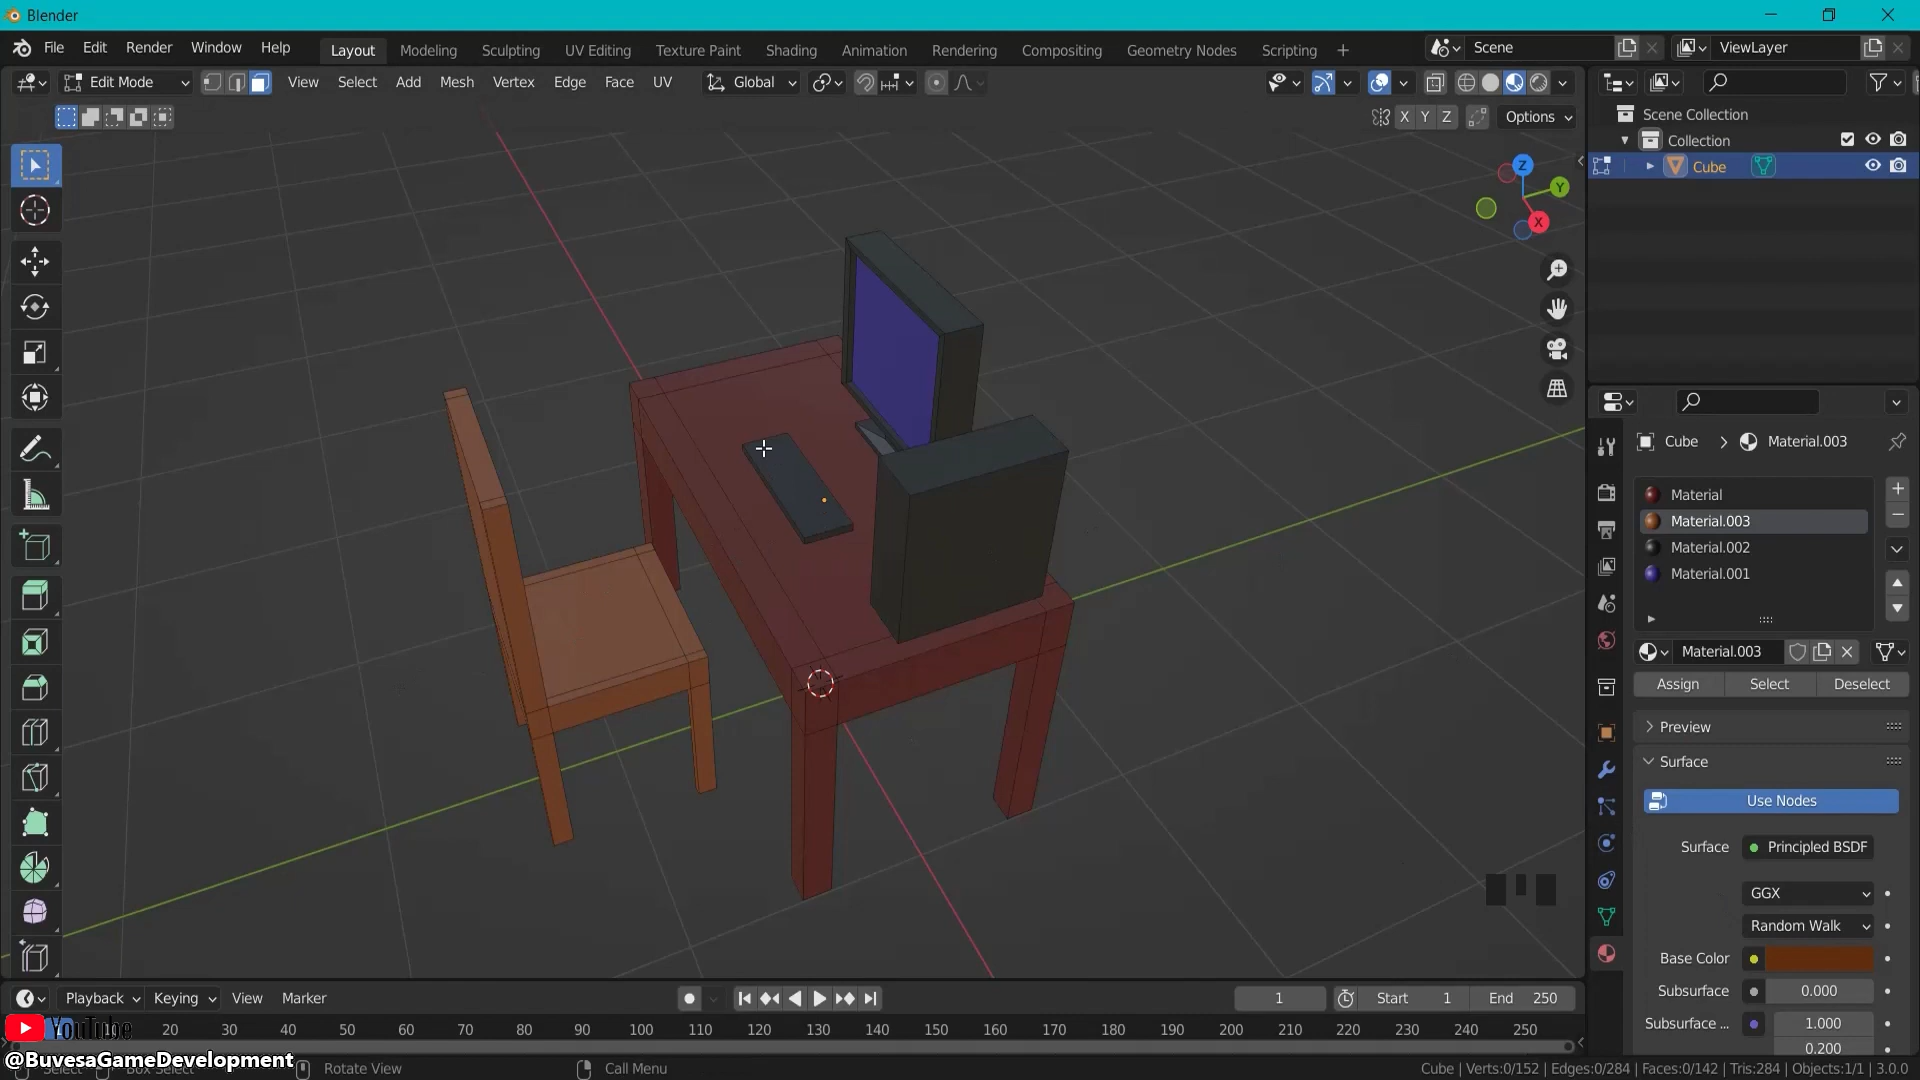 Blender
File Edit Render Window Help Layout Modeling Sculpting UV Editing Texture Paint Shading Animation Rendering Compositing Geometry Nodes Scripting + Scene ViewLayer
Edit Mode View Select Add Mesh Vertex Edge Face UV Global
X Y Z Options
Scene Collection
Collection
Cube
Z
Y
X
Cube > Material.003
Material
Material.003
Material.002
Material.001
Material.003
Assign Select Deselect
Preview
Surface
Use Nodes
Surface Principled BSDF
GGX
Random Walk
Base Color
Subsurface 0.000
Subsurface ... 1.000
0.200
Playback Keying View Marker 1 Start 1 End 250
YouTube 20 30 40 50 60 70 80 90 100 110 120 130 140 150 160 170 180 190 200 210 220 230 240 250
@BuvesaGameDevelopment
Select Box Select Rotate View Call Menu Cube | Verts:0/152 | Edges:0/284 | Faces:0/142 | Tris:284 | Objects:1/1 | 3.0.0